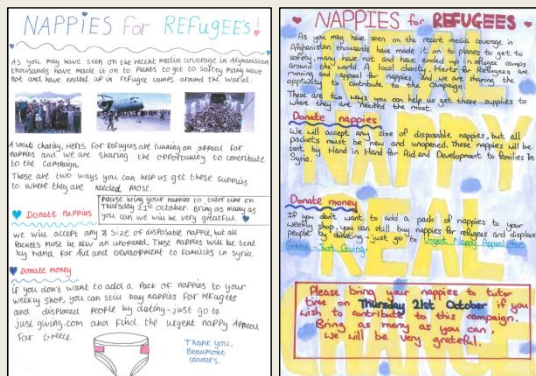 NAPPIES for REFUGEE's!
As you may have seen on the recent media coverage in Afghanistan
thousands have made it on to planes to get to safety many have
not and have ended up in refugee camps around the world.
A local charity, Herts for Refugees are running an appeal for
nappies and we are sharing the opportunity to contribute
to the campaign.
These are two ways you can help us get these supplies
to where they are needed most.
Please bring your nappies to tutor time on
Thursday 21st October. Bring as many as
you can we will be very greatful.
Donate nappies
we will accept any size of disposable nappie, but all
Packets must be new an unopened. These nappies will be sent
by hand for Aid and Development to families in Syria.
Donate money
if you don't want to add a Pack of nappies to your
weekly shop, you can still buy nappies for refugees
and displaced People by dating - just go to
Just giving.com and find the urgent nappy Appeal
for Greece.
Thank you,
Beaumont
leaders.
NAPPIES for REFUGEES
As you may have seen on the recent media coverage in
Afghanistan thousands have made it on to planes to get to
safety, many have not and have ended up in refugee camps
around the world. A local charity, Herts for Refugees are
running and appeal for nappies and we are sharing the
to contribute to the campaign.
These are two ways you can help us get these supplies to
where they are needed the most.
Donate nappies
We will accept any size of disposable nappies, but all
packets must be new and unopened. These nappies will be
sent by Hand in Hand for Aid and Development to families in
Syria.
Donate money
If you don't want to add a pack of nappies to your
weekly shop, you can still buy nappies for refugees and displaced
people by donating - just go to Urgent Nappy Appeal for
Greece - Just Giving.
REAL
NAPPY
REAL
CHANGE
Please bring your nappies to tutor
time on Thursday 21st October if you
wish to contribute to this campaign.
Bring as many as you can,
we will be very grateful.